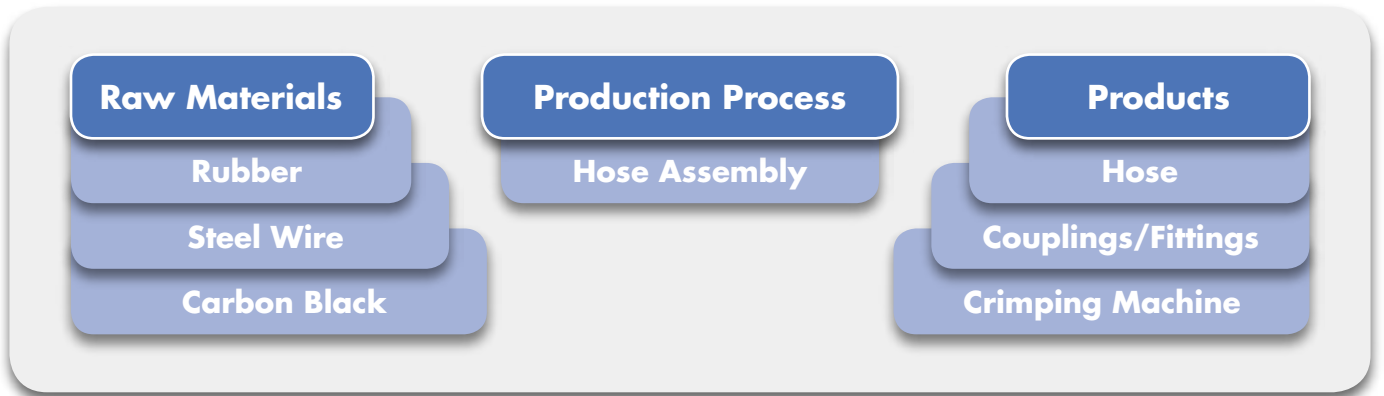 Raw Materials
Rubber
Steel Wire
Carbon Black
Production Process
Hose Assembly
Products
Hose
Couplings/Fittings
Crimping Machine